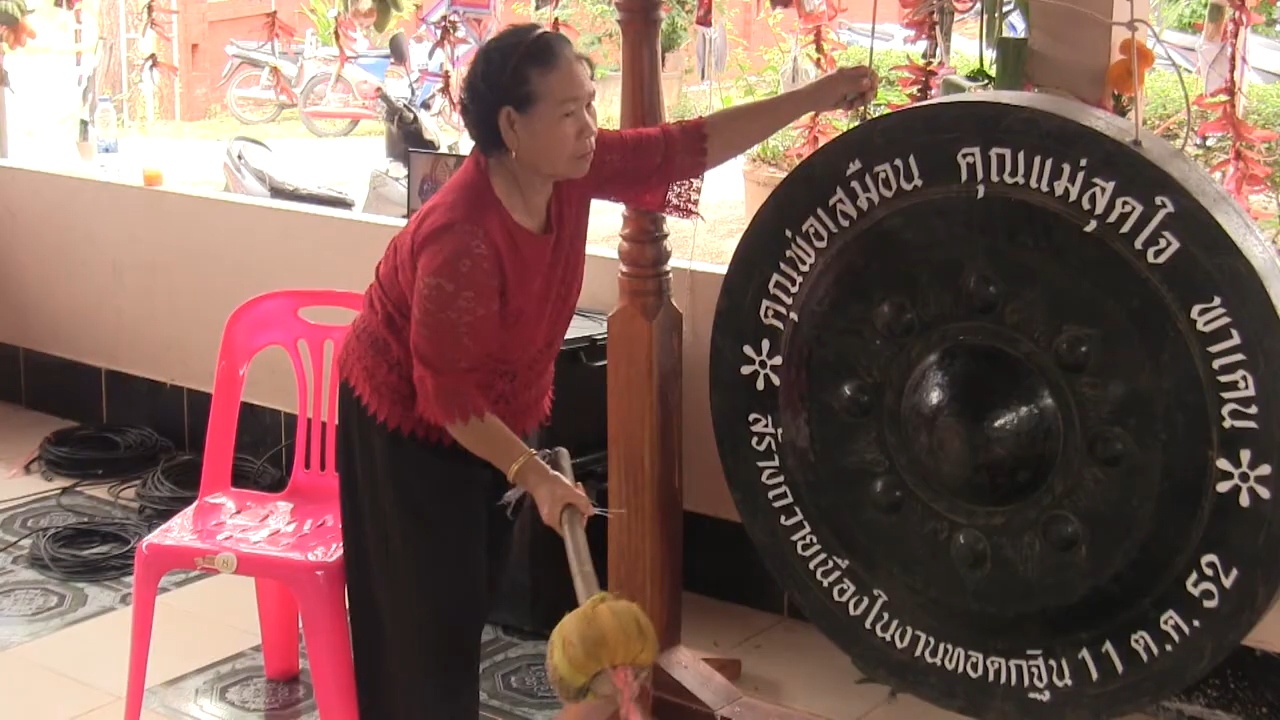 คุณพ่อเสมือน คุณแม่สุดใจ พาเคน
สร้างถวายเนื่องในงานทอดกฐิน 11 ต.ค. 52